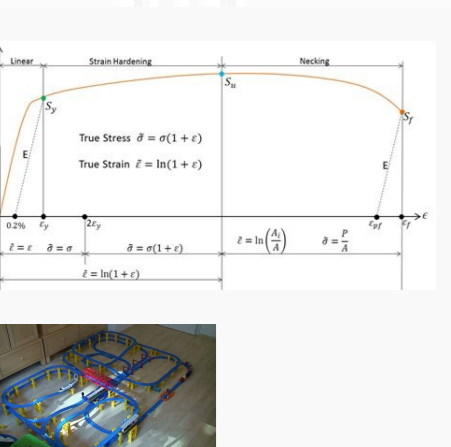 Linear Strain Hardening Necking
S_u
S_y
S_f
True Stress σ̃ = σ(1 + ε)
E True Strain ε̃ = ln(1 + ε) E
0.2% ε_y 2ε_y ε_pf ε_f ϵ
ε̃ = ε σ̃ = σ σ̃ = σ(1 + ε) ε̃ = ln(A_i/A) σ̃ = P/A
ε̃ = ln(1 + ε)